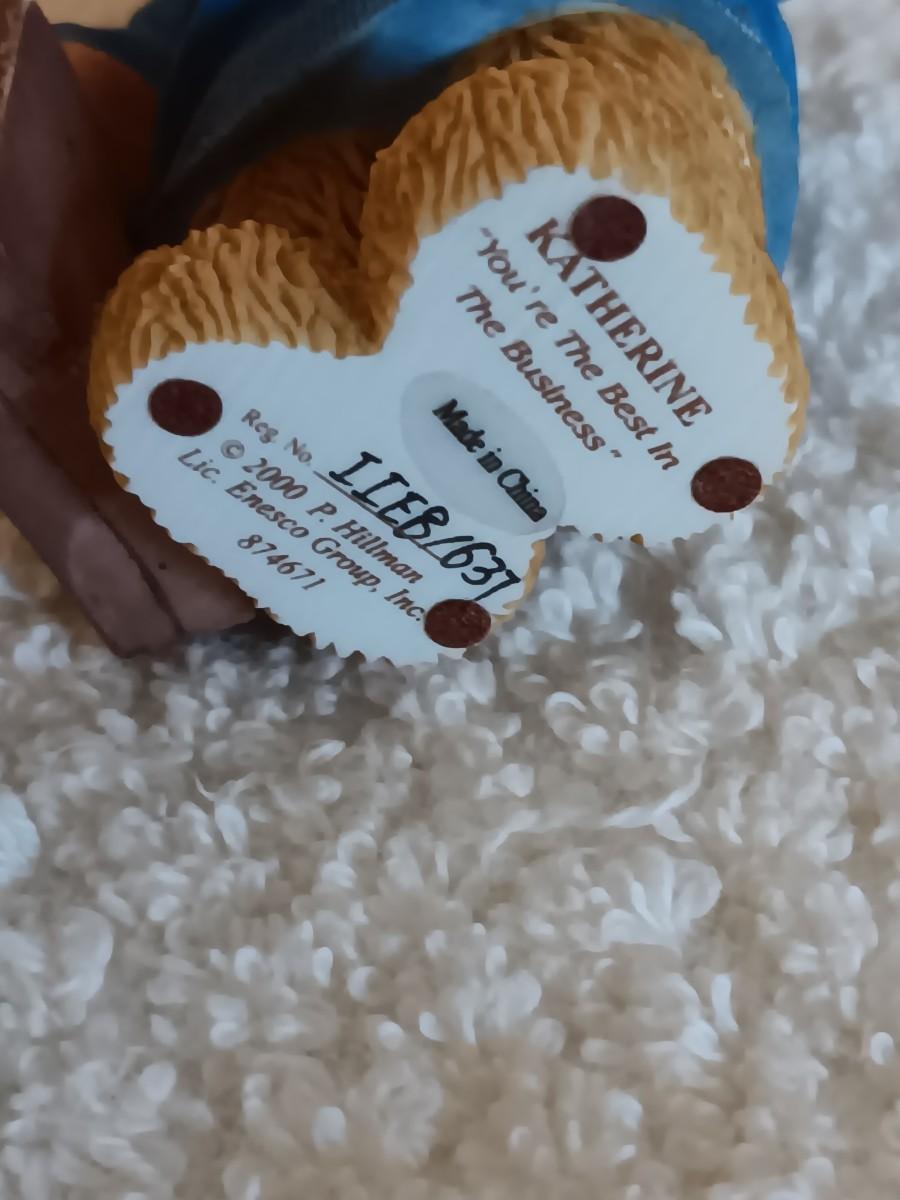 KATHERINE
"You're The Best In
The Business"
Made in China
Reg. No. IIEB/637
© 2000 P. Hillman
Lic. Enesco Group, Inc.
874671